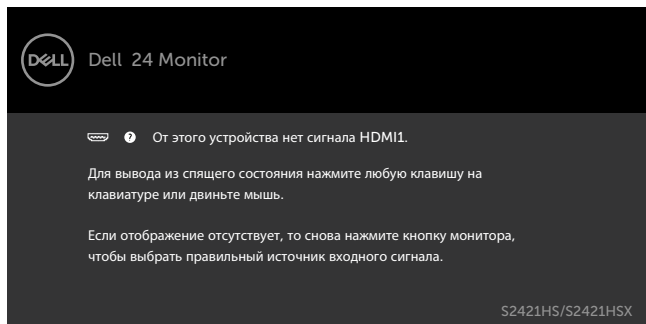 DELL
Dell 24 Monitor
? От этого устройства нет сигнала HDMI1.
Для вывода из спящего состояния нажмите любую клавишу на
клавиатуре или двиньте мышь.
Если отображение отсутствует, то снова нажмите кнопку монитора,
чтобы выбрать правильный источник входного сигнала.
S2421HS/S2421HSX